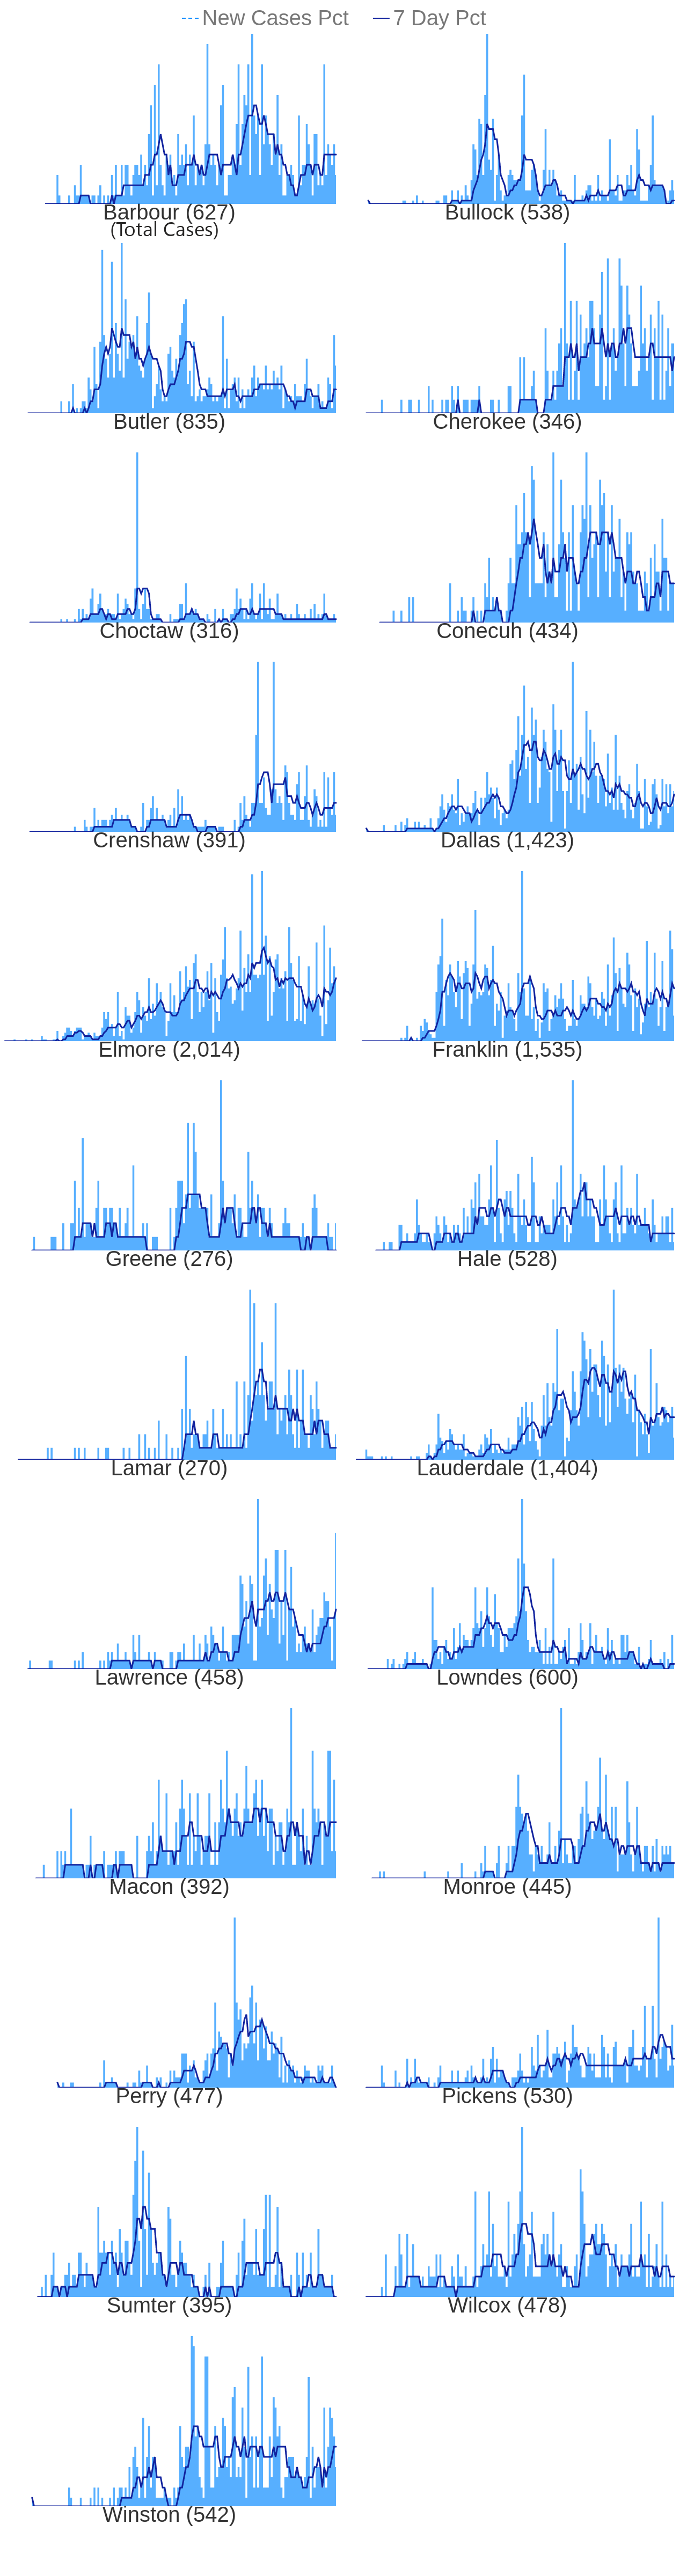 New Cases Pct 7 Day Pct
Barbour (627) Bullock (538)
(Total Cases)
Butler (835) Cherokee (346)
Choctaw (316) Conecuh (434)
Crenshaw (391) Dallas (1,423)
Elmore (2,014) Franklin (1,535)
Greene (276) Hale (528)
Lamar (270) Lauderdale (1,404)
Lawrence (458) Lowndes (600)
Macon (392) Monroe (445)
Perry (477) Pickens (530)
Sumter (395) Wilcox (478)
Winston (542)